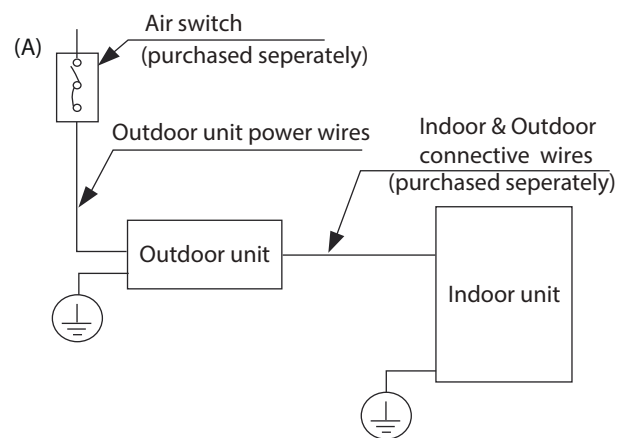 (A)
Air switch
(purchased seperately)
Outdoor unit power wires
Indoor & Outdoor
connective wires
(purchased seperately)
Outdoor unit
Indoor unit